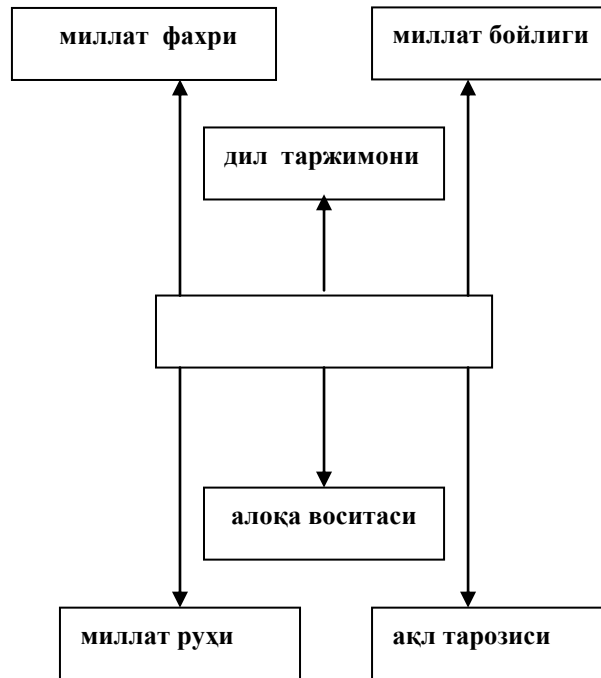 миллат фахри
миллат бойлиги
дил таржимони
алоқа воситаси
миллат руҳи
ақл тарозиси